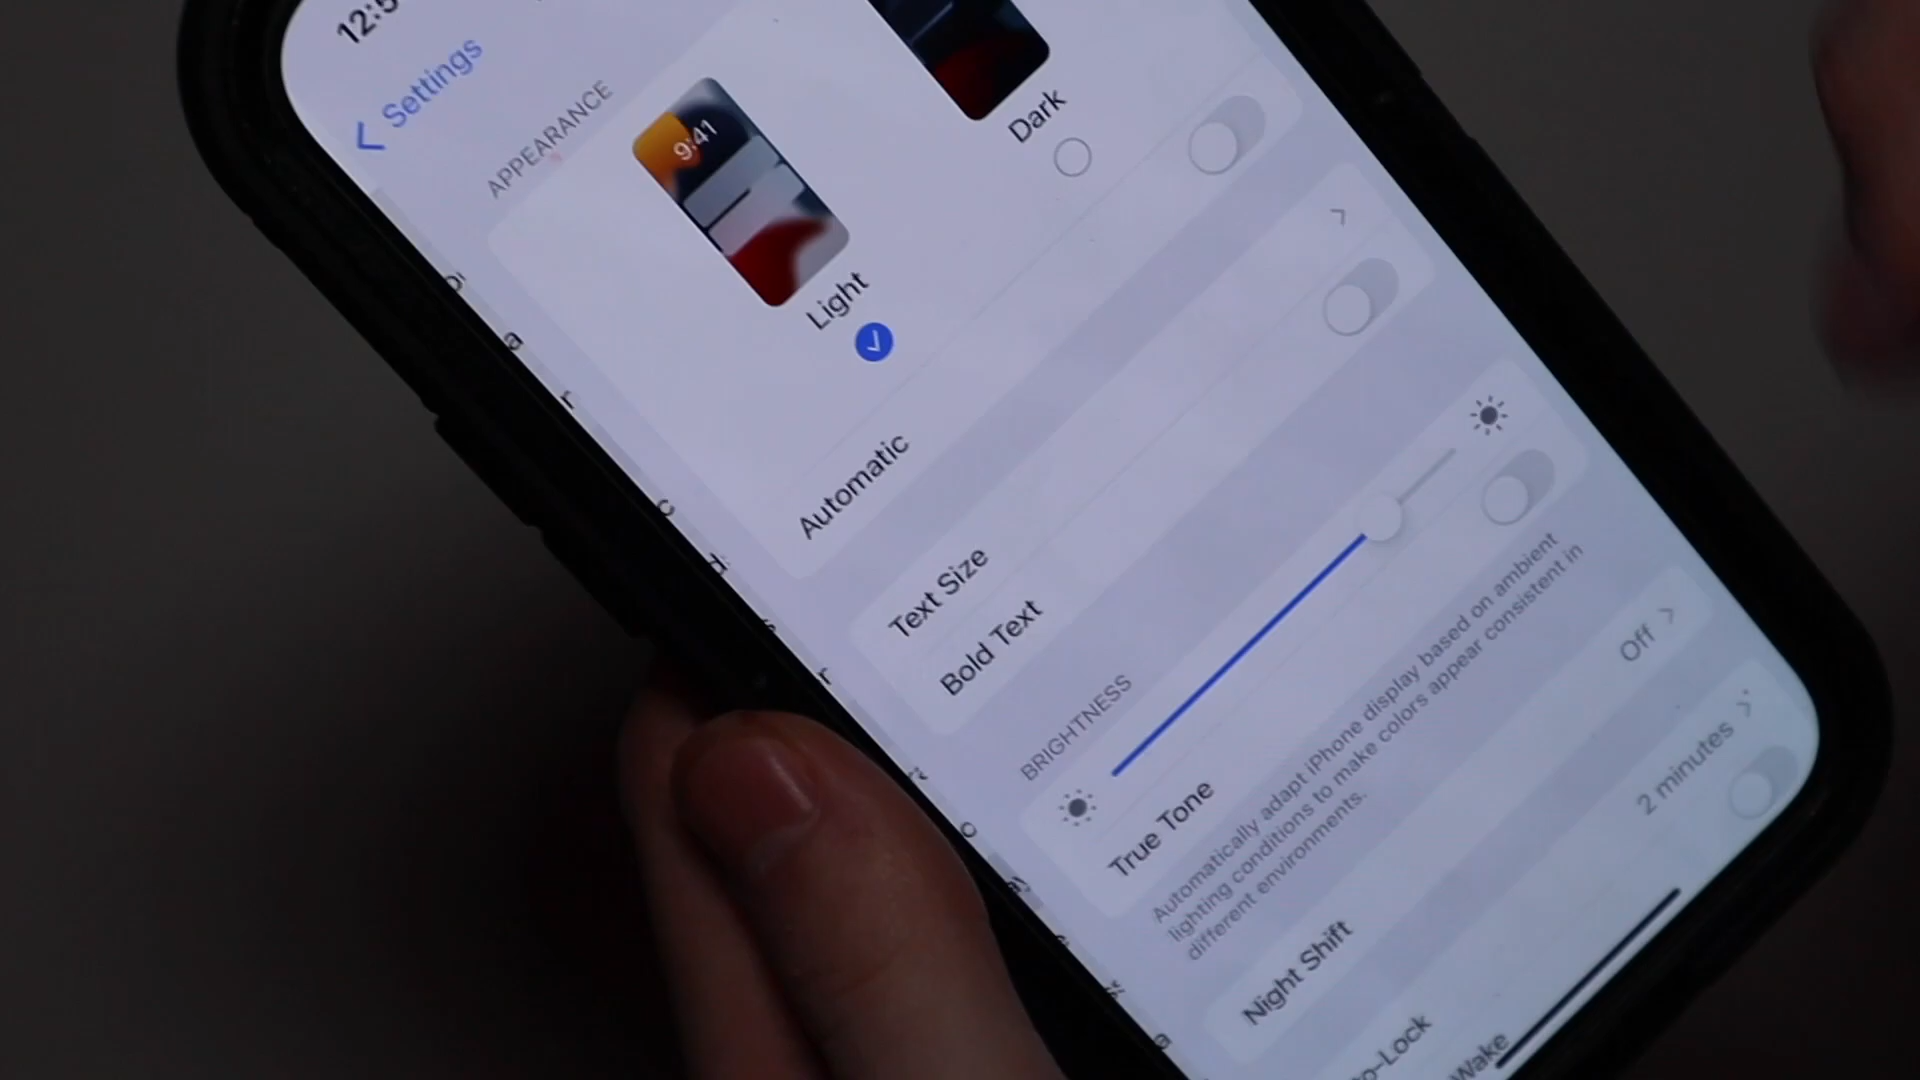 Settings
APPEARANCE
9:41
Light
Dark
Automatic
Text Size
Bold Text
BRIGHTNESS
True Tone
Automatically adapt iPhone display based on ambient
lighting conditions to make colors appear consistent in
different environments.
Night Shift
Off
o-Lock
2 minutes
Wake